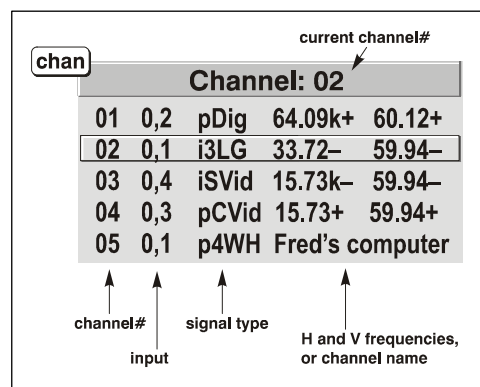 current channel#
chan
Channel: 02
01 0,2 pDig 64.09k+ 60.12+
02 0,1 i3LG 33.72– 59.94–
03 0,4 iSVid 15.73k– 59.94–
04 0,3 pCVid 15.73+ 59.94+
05 0,1 p4WH Fred's computer
channel#
input
signal type
H and V frequencies,
or channel name